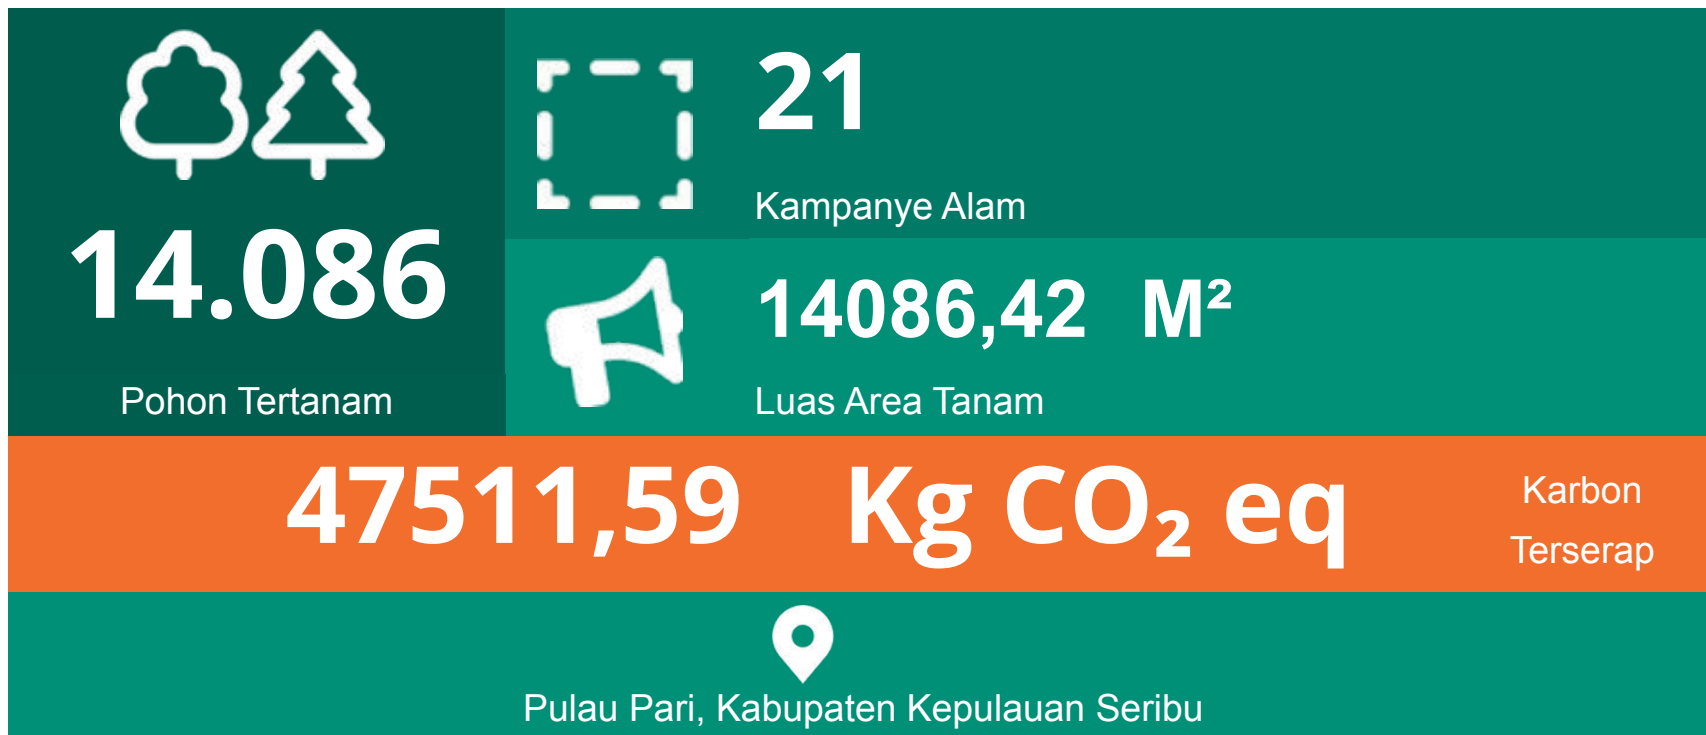 14.086
Pohon Tertanam
21
Kampanye Alam
14086,42 M²
Luas Area Tanam
47511,59 Kg CO₂ eq
Karbon
Terserap
Pulau Pari, Kabupaten Kepulauan Seribu